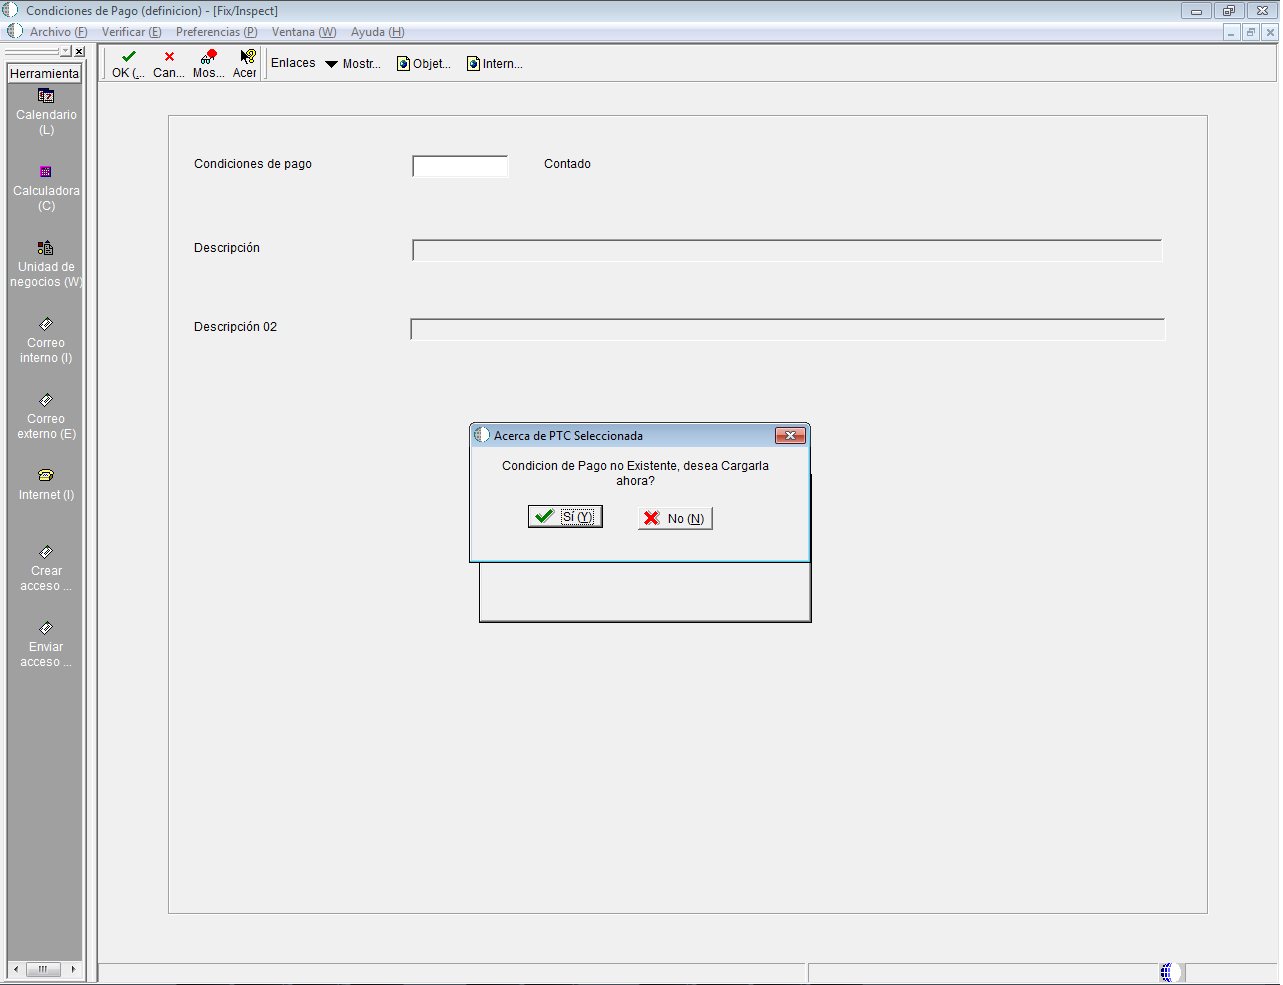 Condiciones de Pago (definicion) - [Fix/Inspect]
Archivo (F) Verificar (E) Preferencias (P) Ventana (W) Ayuda (H)
Herramienta
OK (... Can... Mos... Acer
Enlaces Mostr... Objet... Intern...
Calendario
(L)
Calculadora
(C)
Unidad de
negocios (W)
Correo
interno (I)
Correo
externo (E)
Internet (I)
Crear
acceso ...
Enviar
acceso ...
Condiciones de pago
Contado
Descripción
Descripción 02
Acerca de PTC Seleccionada
Condicion de Pago no Existente, desea Cargarla
ahora?
Sí (Y)
No (N)